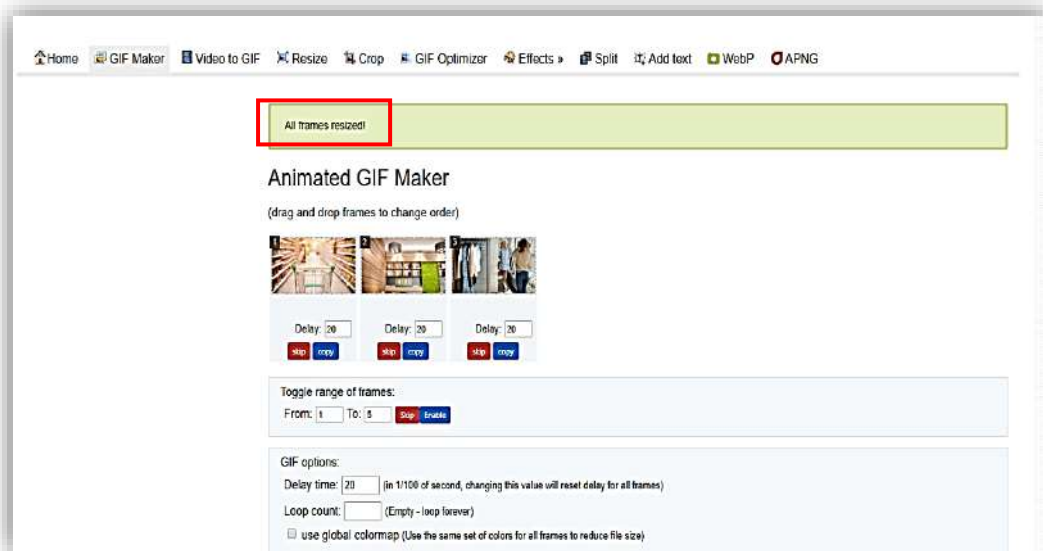 Home GIF Maker Video to GIF Resize Crop GIF Optimizer Effects » Split Add text WebP APNG
All frames resized!
Animated GIF Maker
(drag and drop frames to change order)
1 2 3
Delay: 20 Delay: 20 Delay: 20
skip copy skip copy skip copy
Toggle range of frames:
From: 1 To: 5 Skip Enable
GIF options:
Delay time: 20 (in 1/100 of second, changing this value will reset delay for all frames)
Loop count: (Empty - loop forever)
use global colormap (Use the same set of colors for all frames to reduce file size)